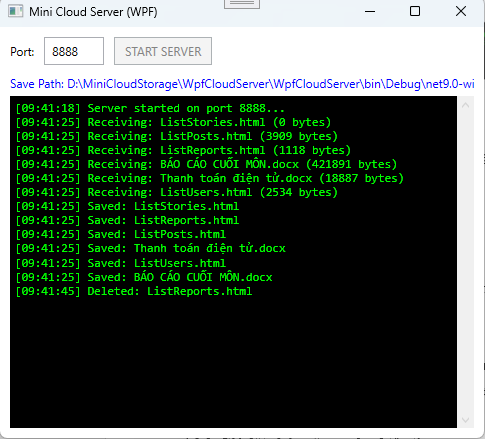 Mini Cloud Server (WPF)
Port: 8888 START SERVER
Save Path: D:\MiniCloudStorage\WpfCloudServer\WpfCloudServer\bin\Debug\net9.0-wi
[09:41:18] Server started on port 8888...
[09:41:25] Receiving: ListStories.html (0 bytes)
[09:41:25] Receiving: ListPosts.html (3909 bytes)
[09:41:25] Receiving: ListReports.html (1118 bytes)
[09:41:25] Receiving: BÁO CÁO CUỐI MÔN.docx (421891 bytes)
[09:41:25] Receiving: Thanh toán điện tử.docx (18887 bytes)
[09:41:25] Receiving: ListUsers.html (2534 bytes)
[09:41:25] Saved: ListStories.html
[09:41:25] Saved: ListReports.html
[09:41:25] Saved: ListPosts.html
[09:41:25] Saved: Thanh toán điện tử.docx
[09:41:25] Saved: ListUsers.html
[09:41:25] Saved: BÁO CÁO CUỐI MÔN.docx
[09:41:45] Deleted: ListReports.html